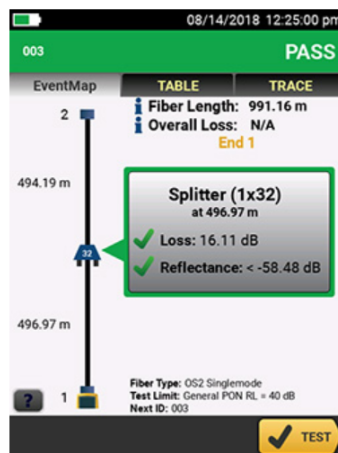 08/14/2018 12:25:00 pm
003 PASS
EventMap TABLE TRACE
2
Fiber Length: 991.16 m
Overall Loss: N/A
End 1
494.19 m
Splitter (1x32)
at 496.97 m
Loss: 16.11 dB
32
Reflectance: < -58.48 dB
496.97 m
Fiber Type: OS2 Singlemode
Test Limit: General PON RL = 40 dB
Next ID: 003
? 1
TEST